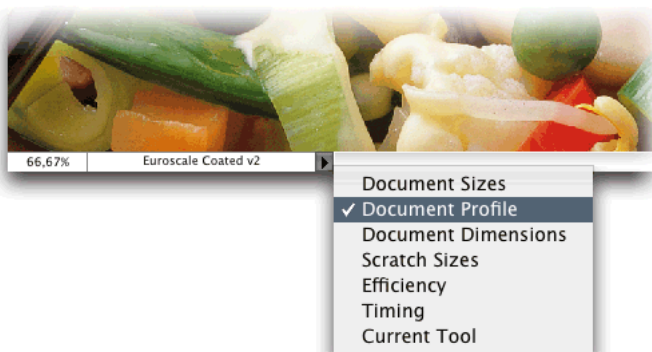 66,67% Euroscale Coated v2
Document Sizes
✓ Document Profile
Document Dimensions
Scratch Sizes
Efficiency
Timing
Current Tool